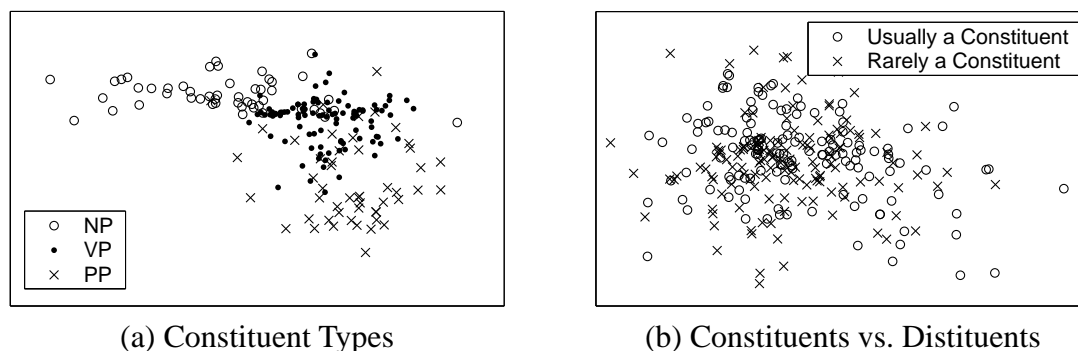 NP
VP
PP
(a) Constituent Types
Usually a Constituent
Rarely a Constituent
(b) Constituents vs. Distituents